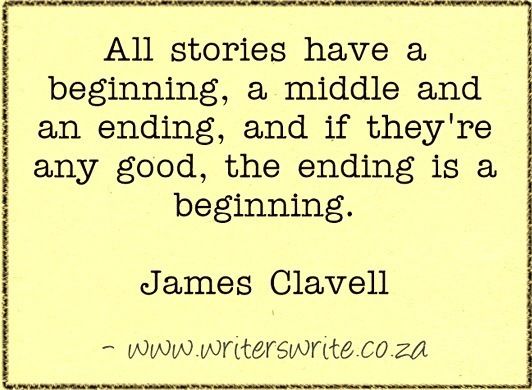 All stories have a
beginning, a middle and
an ending, and if they're
any good, the ending is a
beginning.
James Clavell
- www.writerswrite.co.za